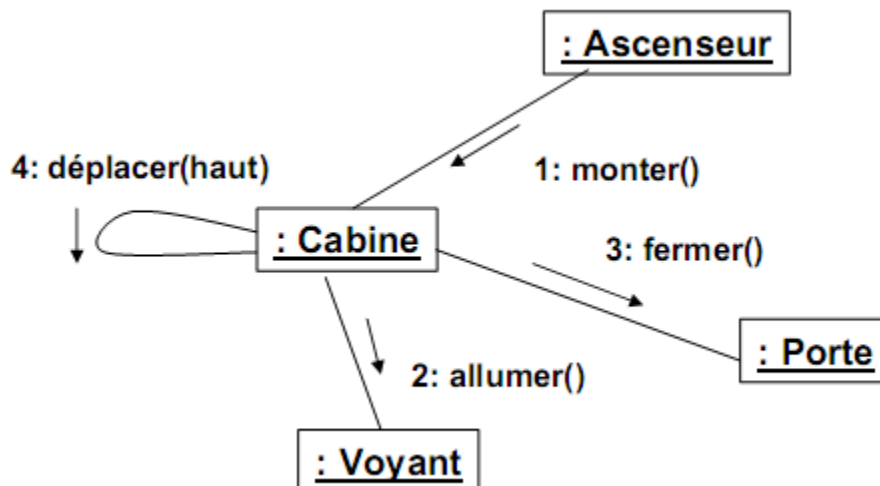 : Ascenseur
4: déplacer(haut)
1: monter()
: Cabine
3: fermer()
: Porte
2: allumer()
: Voyant